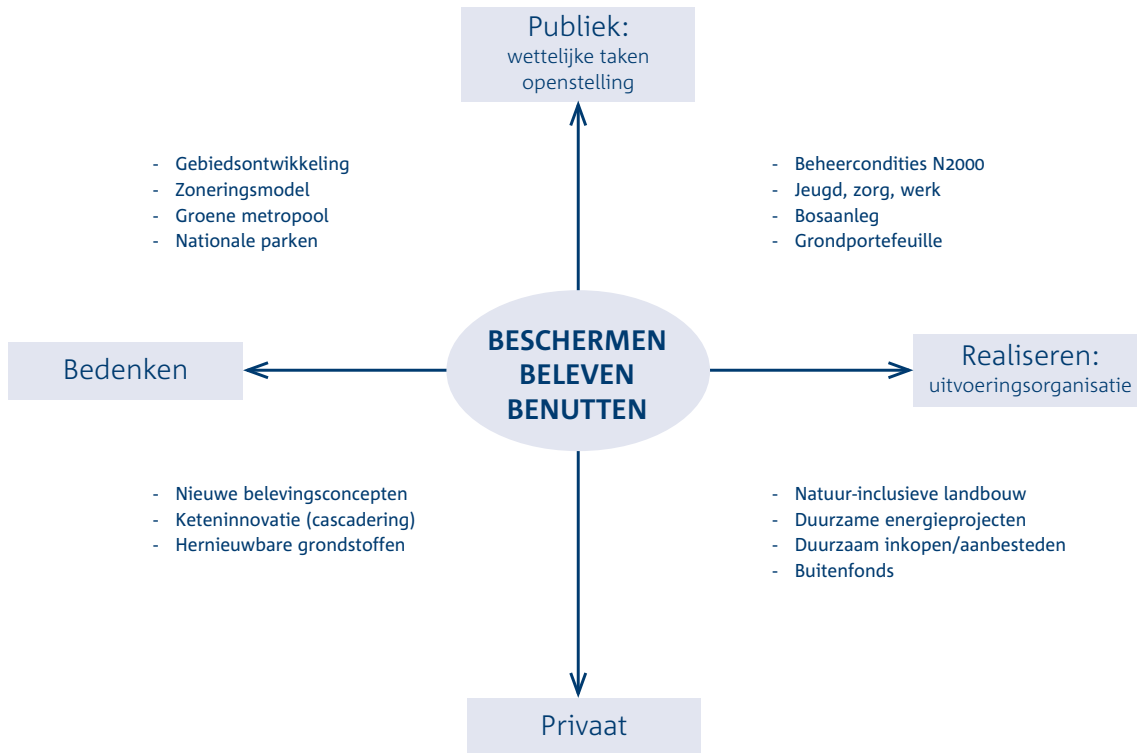 Publiek:
wettelijke taken
openstelling
- Gebiedsontwikkeling
- Zoneringsmodel
- Groene metropool
- Nationale parken
- Beheercondities N2000
- Jeugd, zorg, werk
- Bosaanleg
- Grondportefeuille
Bedenken
BESCHERMEN
BELEVEN
BENUTTEN
Realiseren:
uitvoeringsorganisatie
- Nieuwe belevingsconcepten
- Keteninnovatie (cascadering)
- Hernieuwbare grondstoffen
- Natuur-inclusieve landbouw
- Duurzame energieprojecten
- Duurzaam inkopen/aanbesteden
- Buitenfonds
Privaat